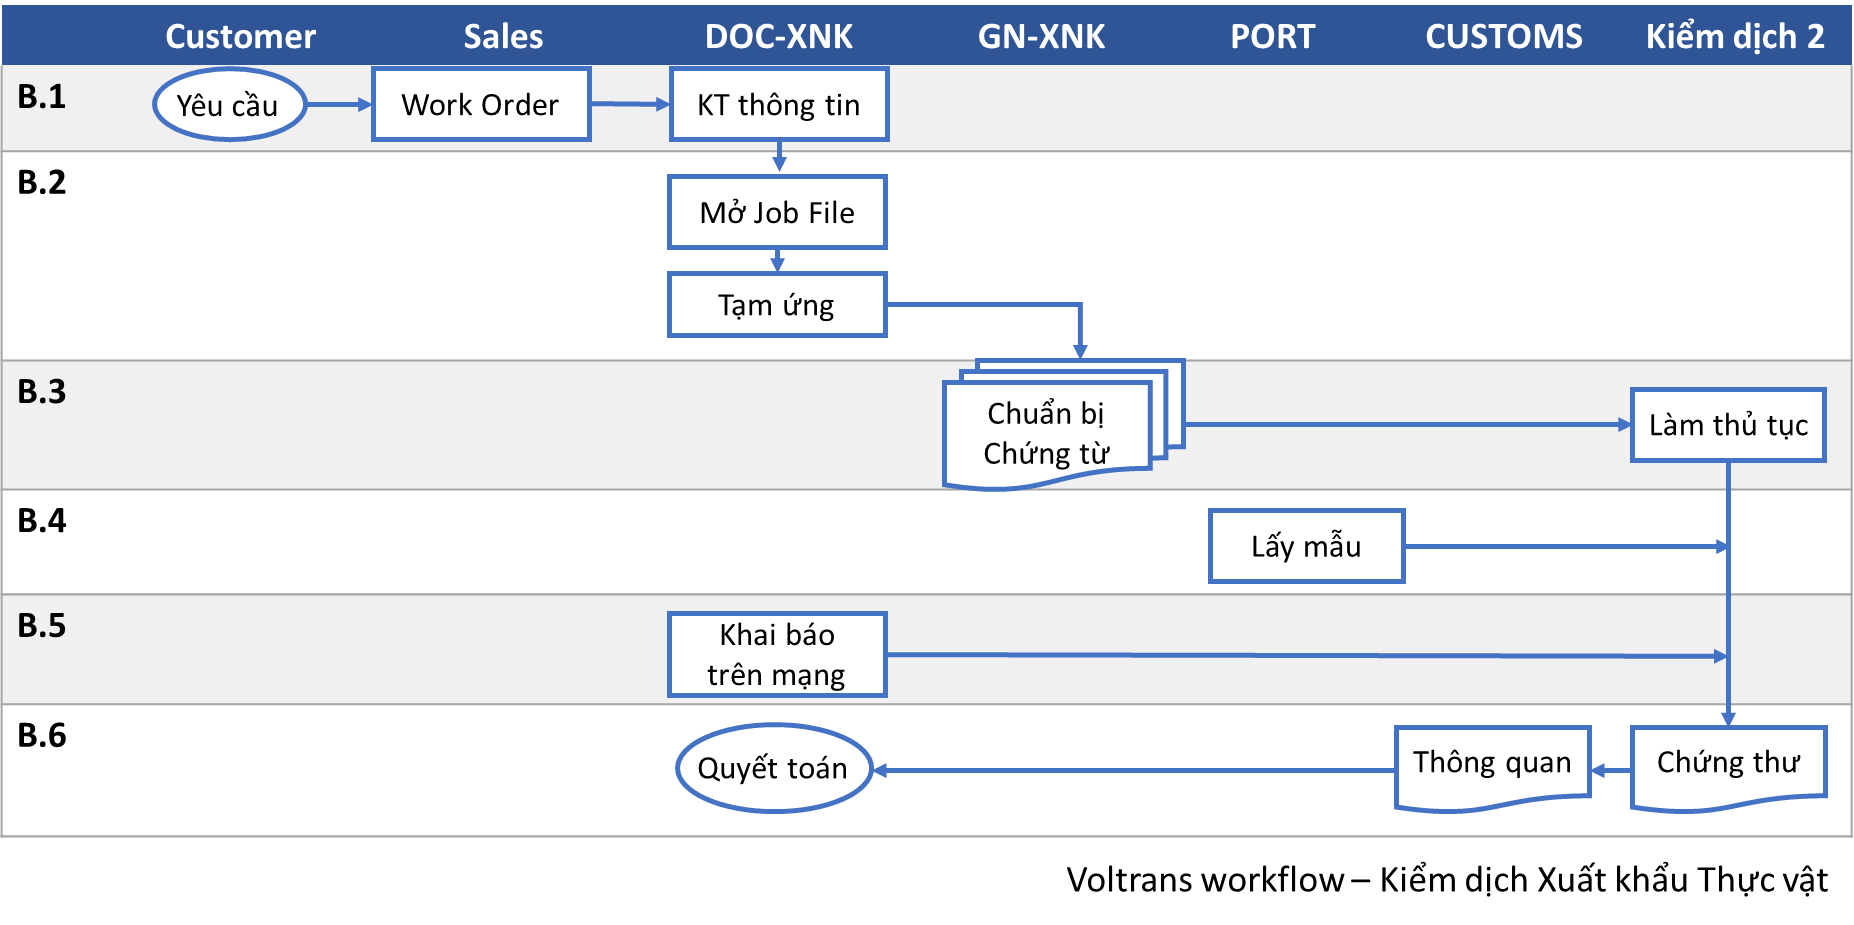 Customer Sales DOC-XNK GN-XNK PORT CUSTOMS Kiểm dịch 2
B.1 Yêu cầu Work Order KT thông tin
B.2
Mở Job File
Tạm ứng
B.3
Chuẩn bị
Chứng từ
Làm thủ tục
B.4
Lấy mẫu
B.5
Khai báo
trên mạng
B.6
Quyết toán Thông quan Chứng thư
Voltrans workflow – Kiểm dịch Xuất khẩu Thực vật